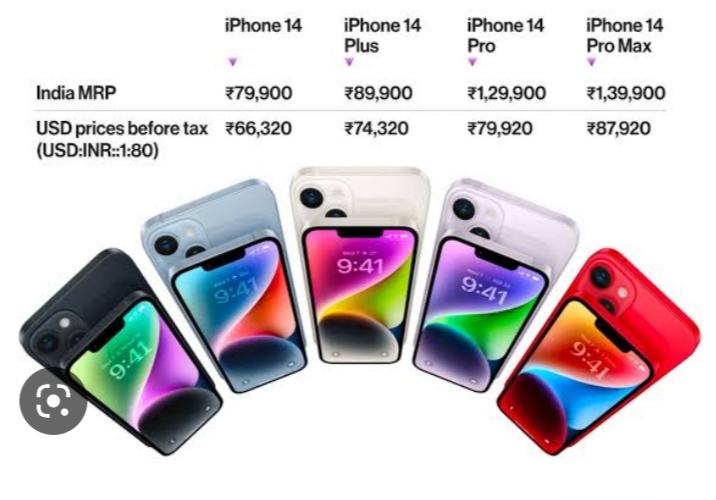 iPhone 14 iPhone 14 Plus iPhone 14 Pro iPhone 14 Pro Max
India MRP ₹79,900 ₹89,900 ₹1,29,900 ₹1,39,900
USD prices before tax (USD:INR::1:80) ₹66,320 ₹74,320 ₹79,920 ₹87,920
9:41
9:41
9:41
9:41
9:41